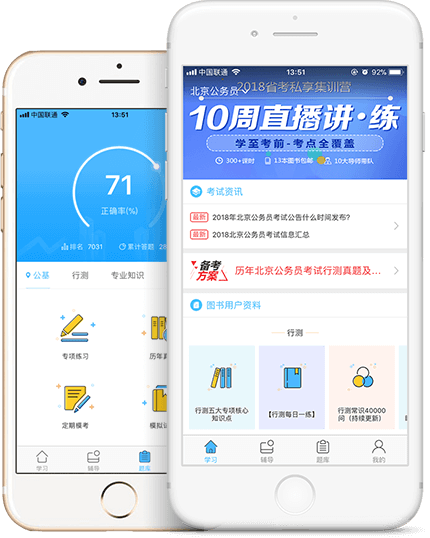 中国联通
13:51
71
正确率(%)
排名 7031
累计答题 28
公基
行测
专业知识
专项练习
历年真
定期模考
模拟试
学习
辅导
题库
中国联通
13:51
92%
北京公务员
2018省考私享集训营
10周直播讲·练
学至考前-考点全覆盖
300+课时
13本图书包邮
10大导师带队
考试资讯
最新
2018年北京公务员考试公告什么时间发布?
最新
2018北京公务员考试信息汇总
备考
方案
历年北京公务员考试行测真题及...
图书用户资料
行测
行测五大专项核心
知识点
【行测每日一练】
行测常识40000
问（持续更新）
学习
辅导
题库
我的